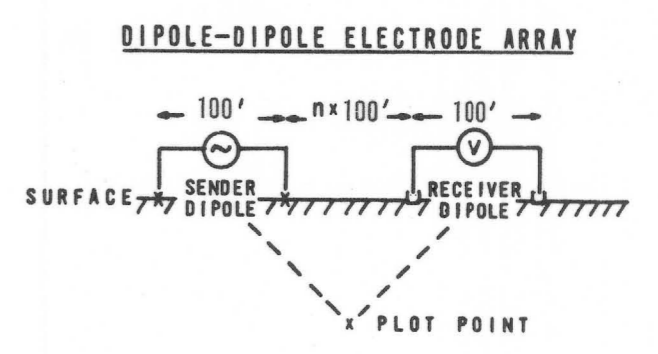 DIPOLE-DIPOLE ELECTRODE ARRAY
100' n x 100' 100'
~ V
SURFACE SENDER DIPOLE RECEIVER DIPOLE
x PLOT POINT